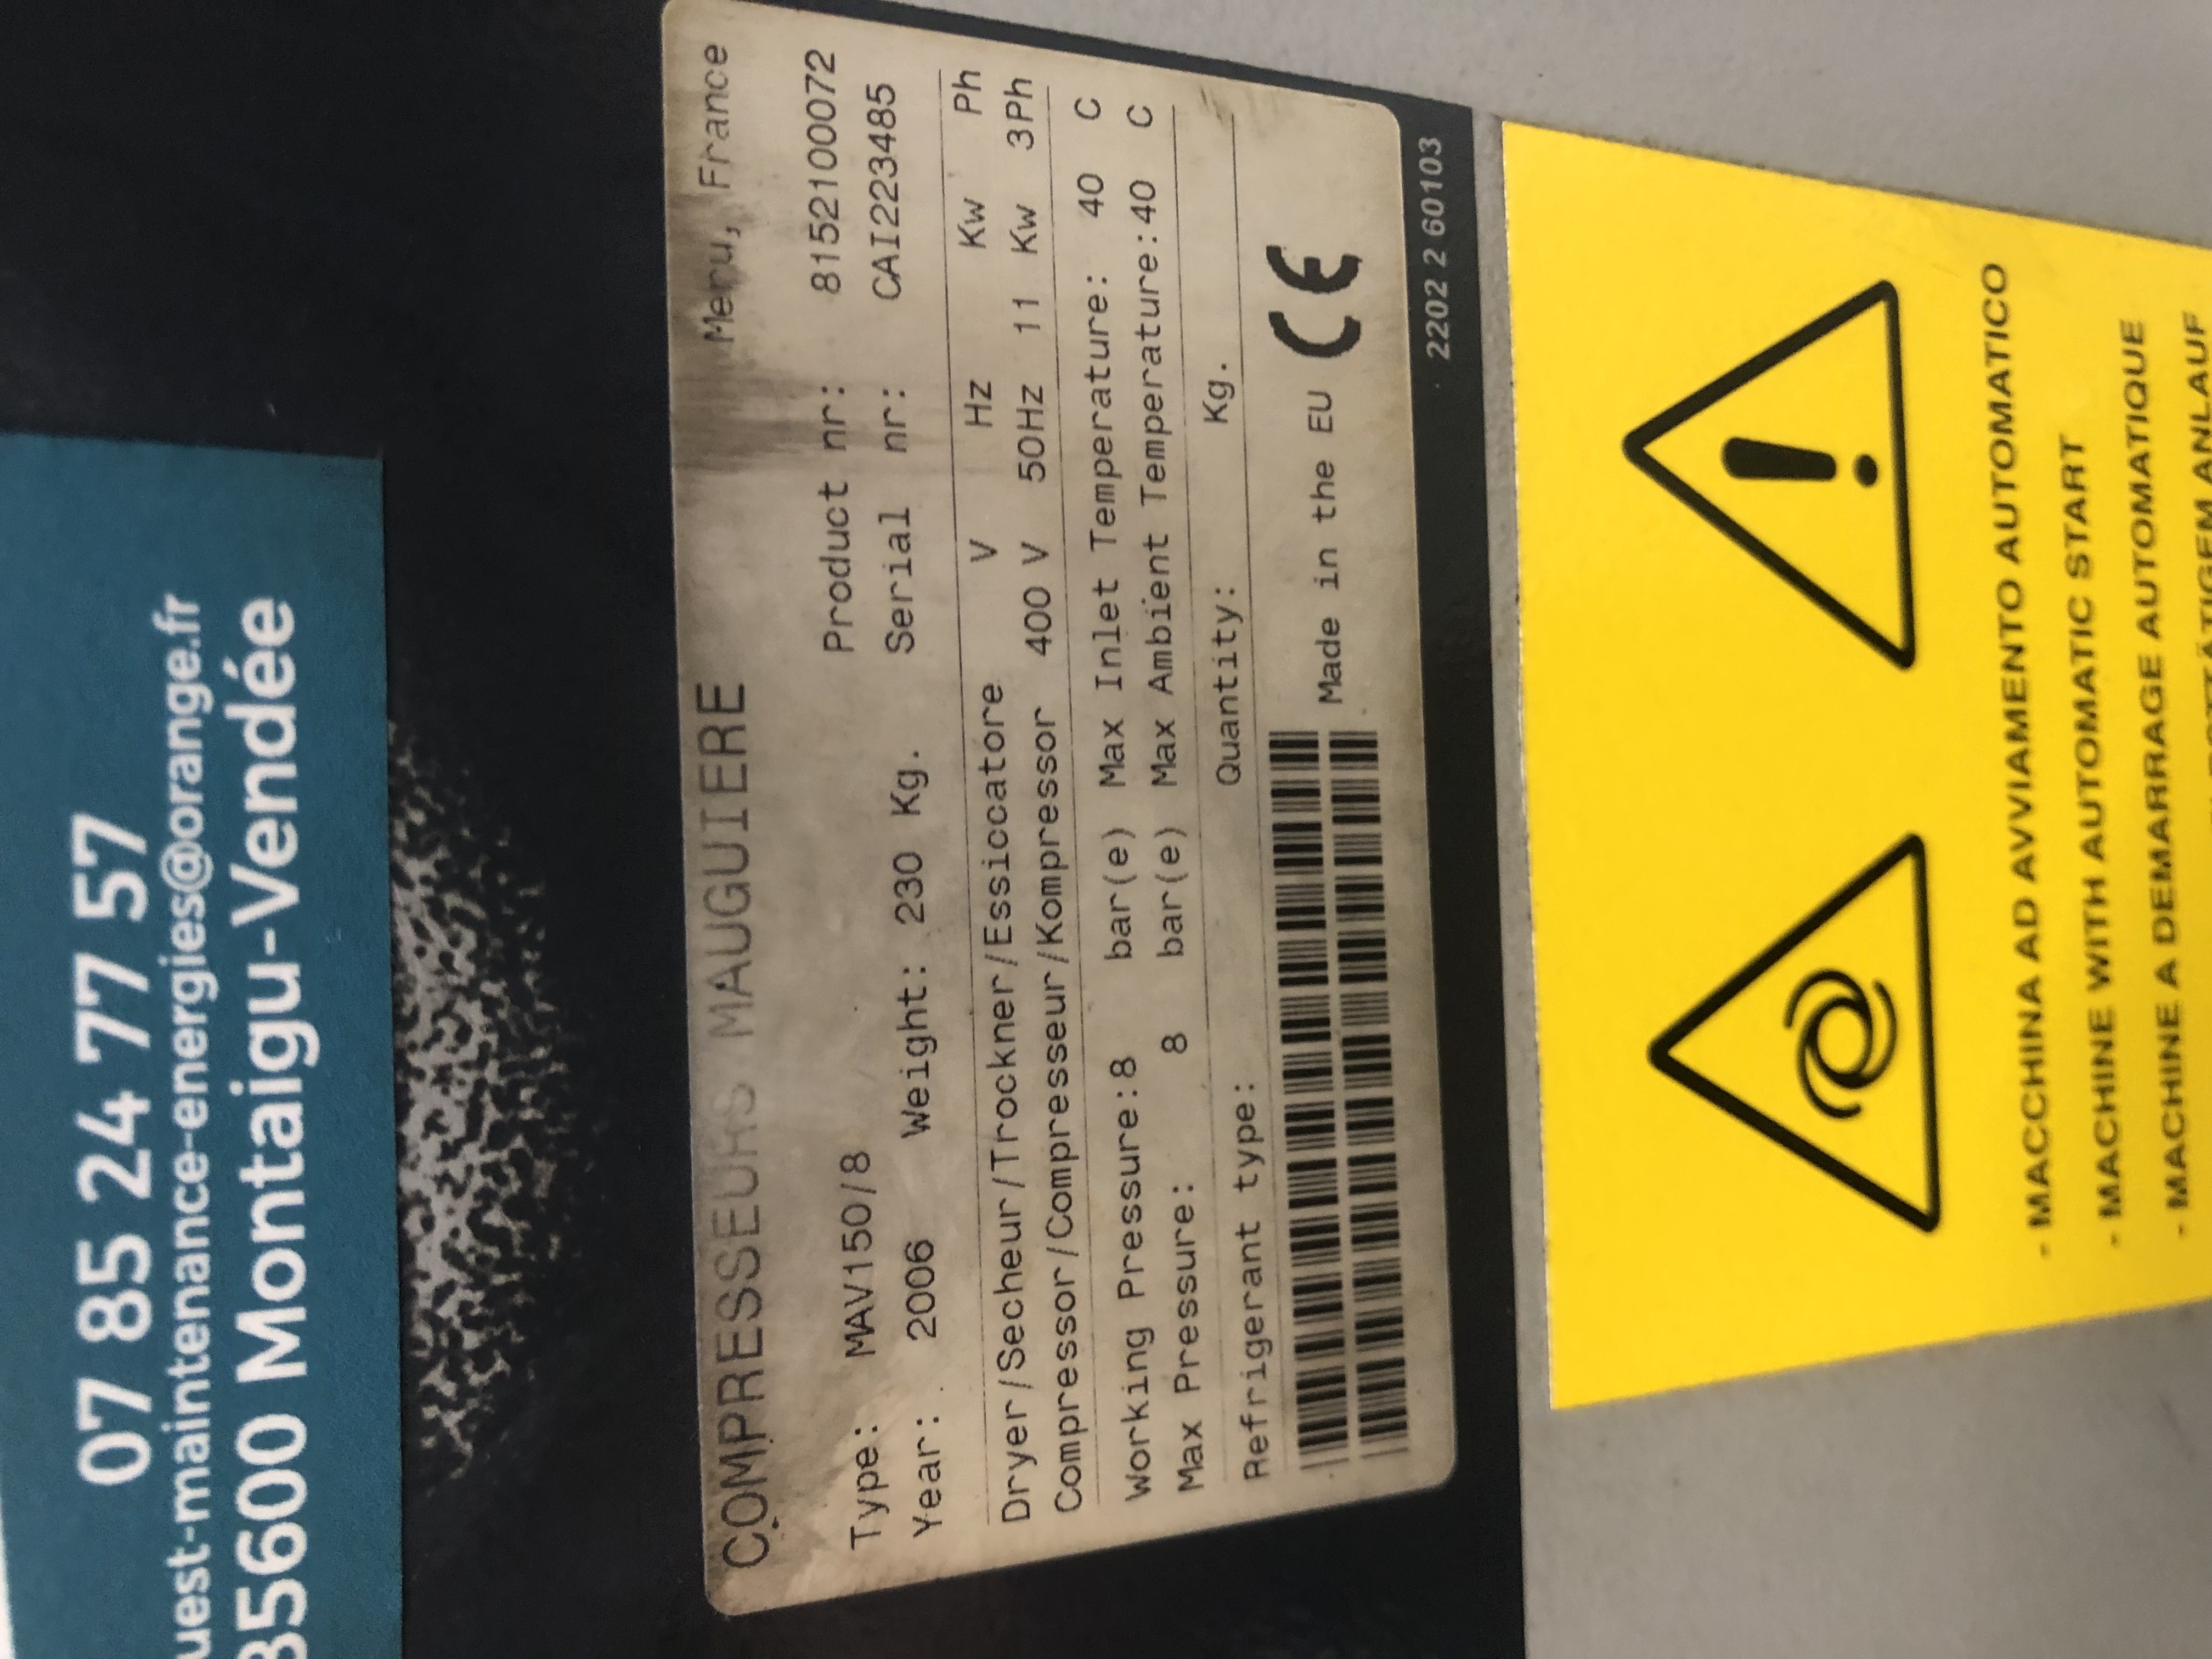 07 85 24 77 57
uest-maintenance-energies@orange.fr
85600 Montaigu-Vendée
COMPRESSEURS MAUGUIERE Meru, France
Type: MAV150/8 Product nr: 8152100072
Year: 2006 Weight: 230 Kg. Serial nr: CAI223485
Dryer/Secheur/Trockner/Essiccatore V Hz Kw Ph
Compressor/Compresseur/Kompressor 400 V 50Hz 11 Kw 3Ph
Working Pressure:8 bar(e) Max Inlet Temperature: 40 C
Max Pressure: 8 bar(e) Max Ambient Temperature:40 C
Refrigerant type: Quantity: Kg.
Made in the EU CE
2202 2 60103
- MACCHINA AD AVVIAMENTO AUTOMATICO
- MACHINE WITH AUTOMATIC START
- MACHINE A DEMARRAGE AUTOMATIQUE
ANLAUF